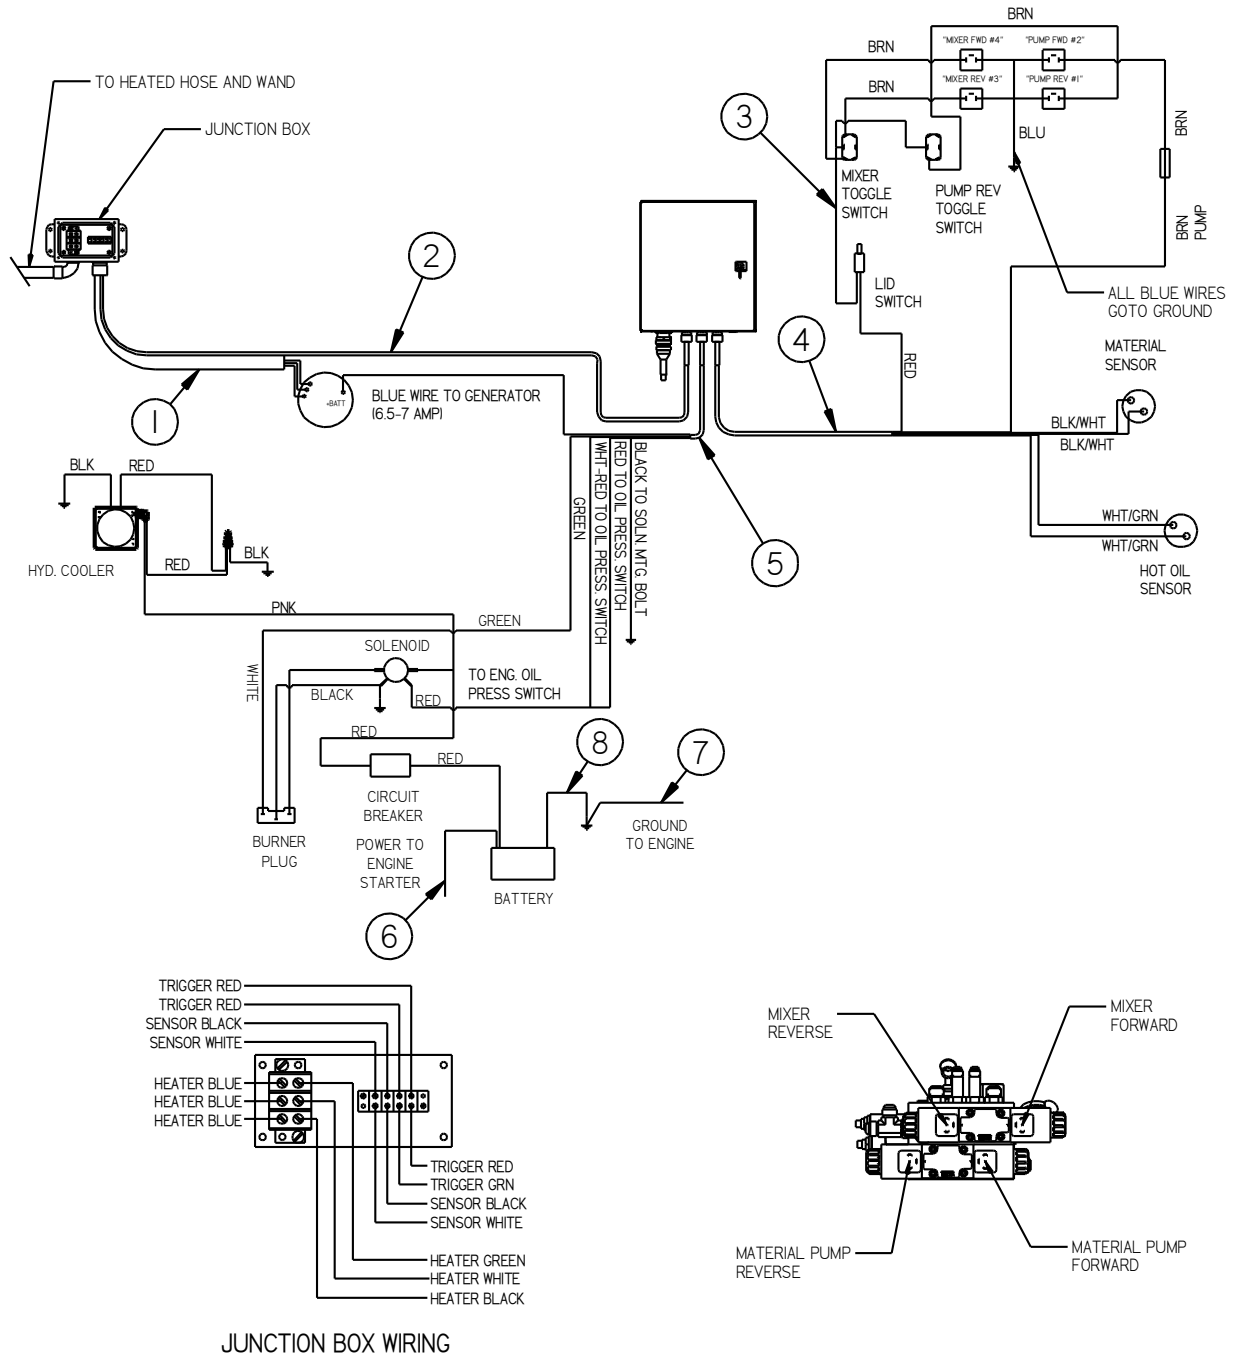 BRN
BRN
"MIXER FWD #4"
"PUMP FWD #2"
BRN
"MIXER REV #3"
"PUMP REV #1"
BRN
BLU
TO HEATED HOSE AND WAND
JUNCTION BOX
3
MIXER
TOGGLE
SWITCH
PUMP REV
TOGGLE
SWITCH
BRN
PUMP
2
LID
SWITCH
ALL BLUE WIRES
GOTO GROUND
4
RED
MATERIAL
SENSOR
1
+BATT
BLUE WIRE TO GENERATOR
(6.5-7 AMP)
BLK/WHT
BLK/WHT
BLK
RED
GREEN
WHT-RED TO OIL PRESS. SWITCH
RED TO OIL PRESS SWITCH
BLACK TO SOLN. MTG. BOLT
5
WHT/GRN
WHT/GRN
HOT OIL
SENSOR
HYD. COOLER
RED
BLK
PNK
GREEN
SOLENOID
WHITE
BLACK
RED
TO ENG. OIL
PRESS SWITCH
RED
RED
8
7
CIRCUIT
BREAKER
GROUND
TO ENGINE
BURNER
PLUG
POWER TO
ENGINE
STARTER
BATTERY
6
TRIGGER RED
TRIGGER RED
SENSOR BLACK
SENSOR WHITE
HEATER BLUE
HEATER BLUE
HEATER BLUE
TRIGGER RED
TRIGGER GRN
SENSOR BLACK
SENSOR WHITE
HEATER GREEN
HEATER WHITE
HEATER BLACK
JUNCTION BOX WIRING
MIXER
REVERSE
MIXER
FORWARD
MATERIAL PUMP
REVERSE
MATERIAL PUMP
FORWARD